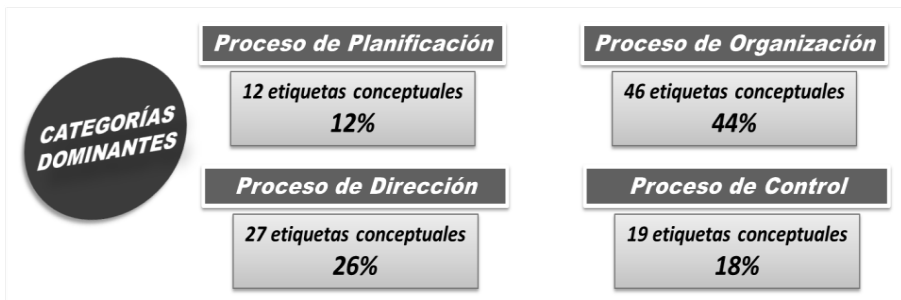 CATEGORÍAS
DOMINANTES
Proceso de Planificación
12 etiquetas conceptuales
12%
Proceso de Organización
46 etiquetas conceptuales
44%
Proceso de Dirección
27 etiquetas conceptuales
26%
Proceso de Control
19 etiquetas conceptuales
18%